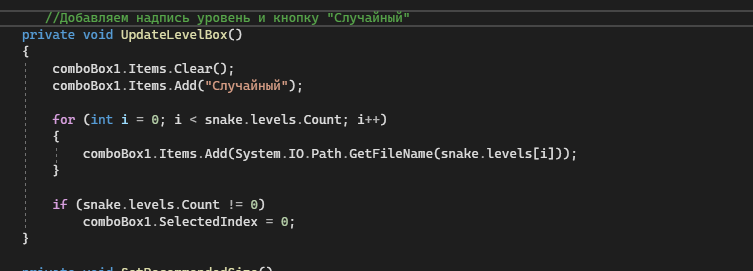 //Добавляем надпись уровень и кнопку "Случайный"
private void UpdateLevelBox()
{
comboBox1.Items.Clear();
comboBox1.Items.Add("Случайный");
for (int i = 0; i < snake.levels.Count; i++)
{
comboBox1.Items.Add(System.IO.Path.GetFileName(snake.levels[i]));
}
if (snake.levels.Count != 0)
comboBox1.SelectedIndex = 0;
}